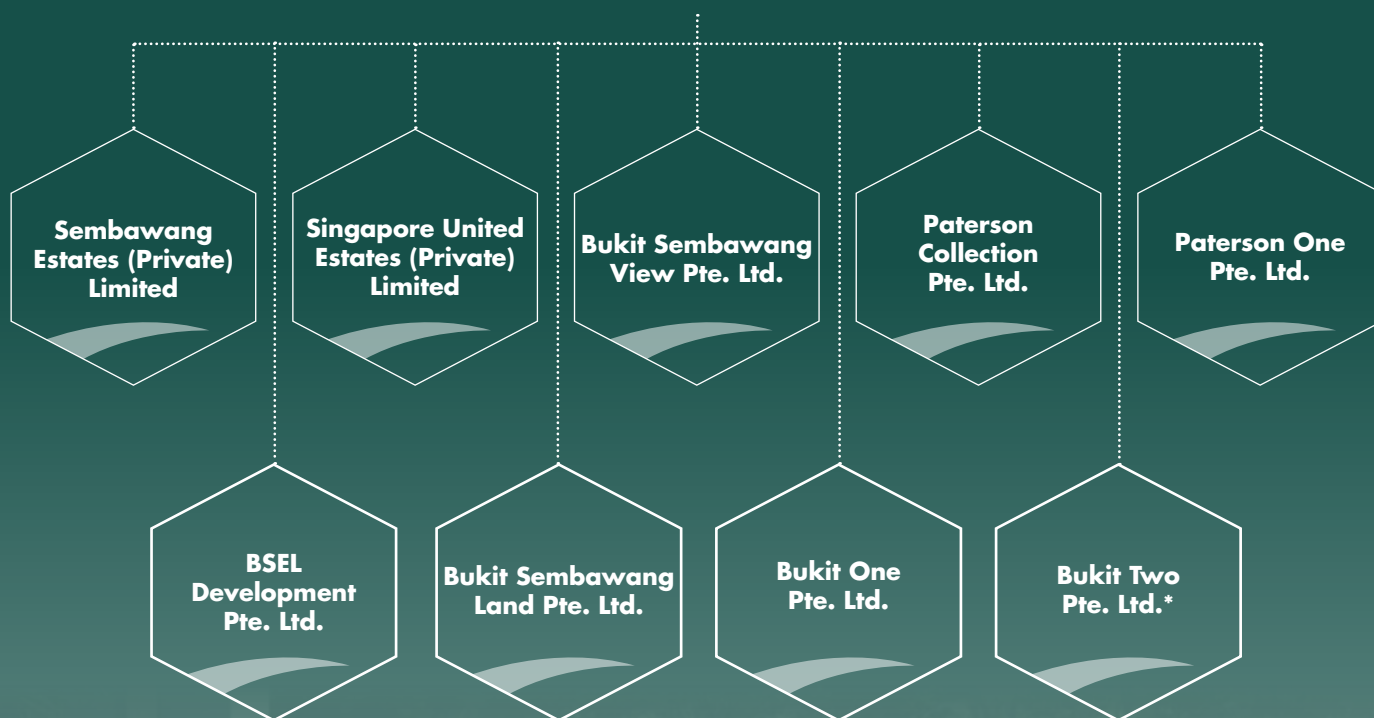 Sembawang
Estates (Private)
Limited
Singapore United
Estates (Private)
Limited
Bukit Sembawang
View Pte. Ltd.
Paterson
Collection
Pte. Ltd.
Paterson One
Pte. Ltd.
BSEL
Development
Pte. Ltd.
Bukit Sembawang
Land Pte. Ltd.
Bukit One
Pte. Ltd.
Bukit Two
Pte. Ltd.*